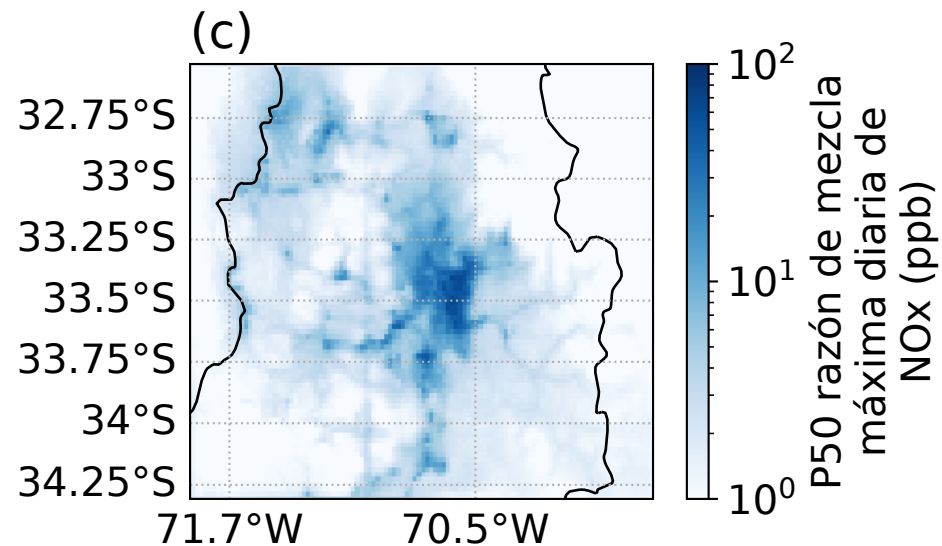 (c)
32.75°S
33°S
33.25°S
33.5°S
33.75°S
34°S
34.25°S
71.7°W 70.5°W
10²
10¹
10⁰
P50 razón de mezcla
máxima diaria de
NOx (ppb)